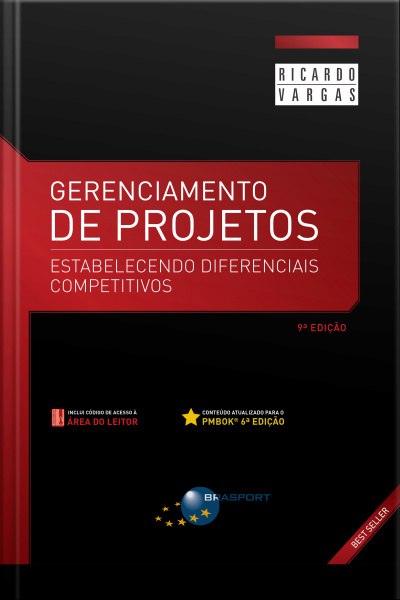 RICARDO
VARGAS
GERENCIAMENTO
DE PROJETOS
ESTABELECENDO DIFERENCIAIS
COMPETITIVOS
9ª EDIÇÃO
INCLUI CÓDIGO DE ACESSO À
ÁREA DO LEITOR
CONTEÚDO ATUALIZADO PARA O
PMBOK® 6ª EDIÇÃO
BRASPORT
BEST SELLER